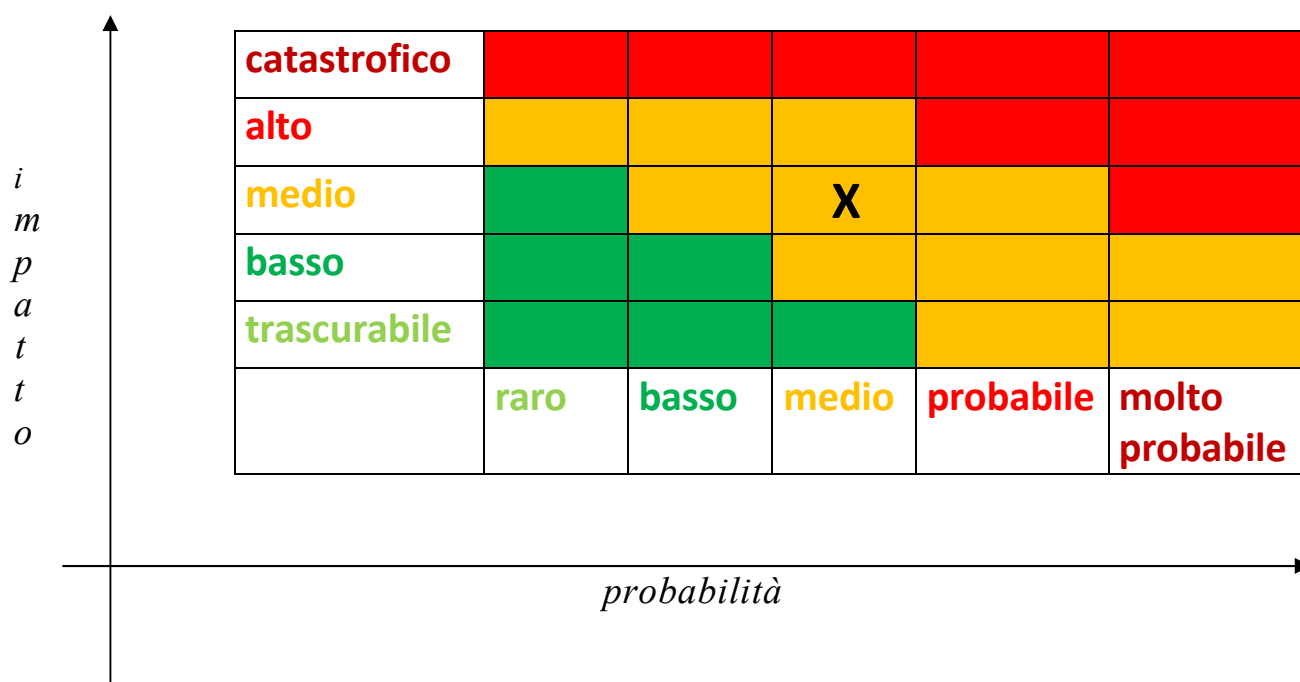 catastrofico
alto
medio
X
basso
trascurabile
raro basso medio probabile molto
probabile
i
m
p
a
t
t
o
probabilità